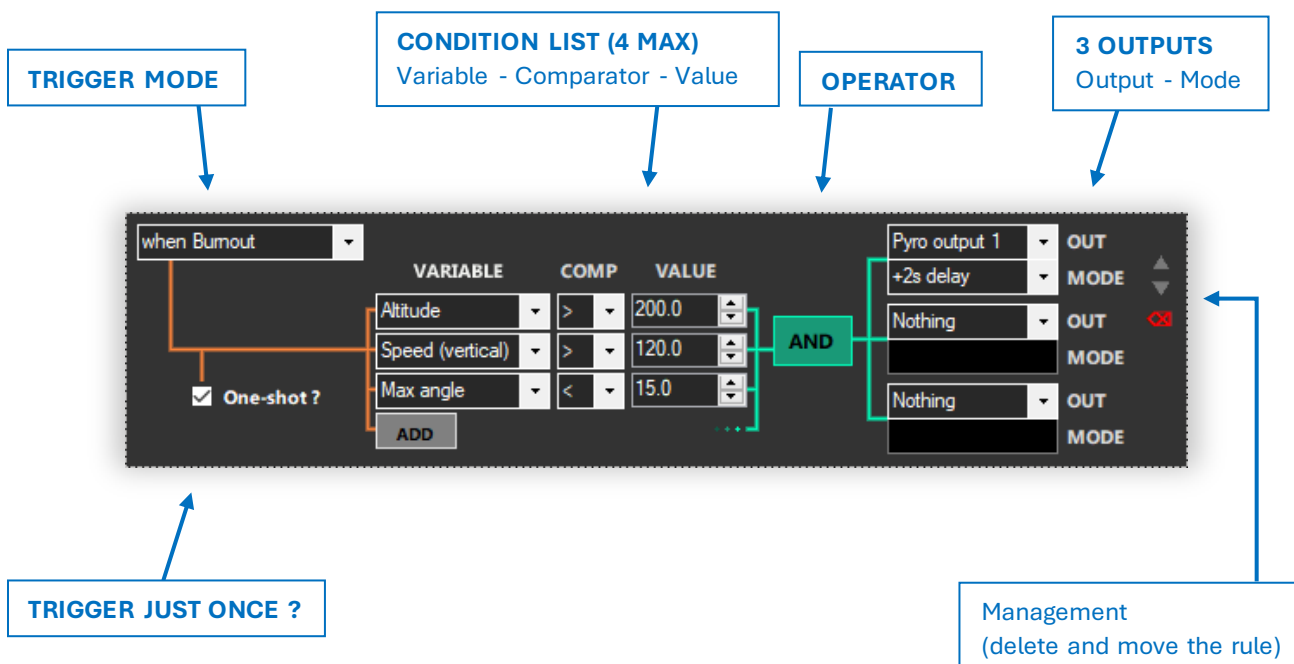 TRIGGER MODE
CONDITION LIST (4 MAX)
Variable - Comparator - Value
OPERATOR
3 OUTPUTS
Output - Mode
when Burnout
VARIABLE COMP VALUE
Altitude > 200.0
Speed (vertical) > 120.0
Max angle < 15.0
ADD
One-shot ?
AND
Pyro output 1 OUT
+2s delay MODE
Nothing OUT
MODE
Nothing OUT
MODE
TRIGGER JUST ONCE ?
Management
(delete and move the rule)